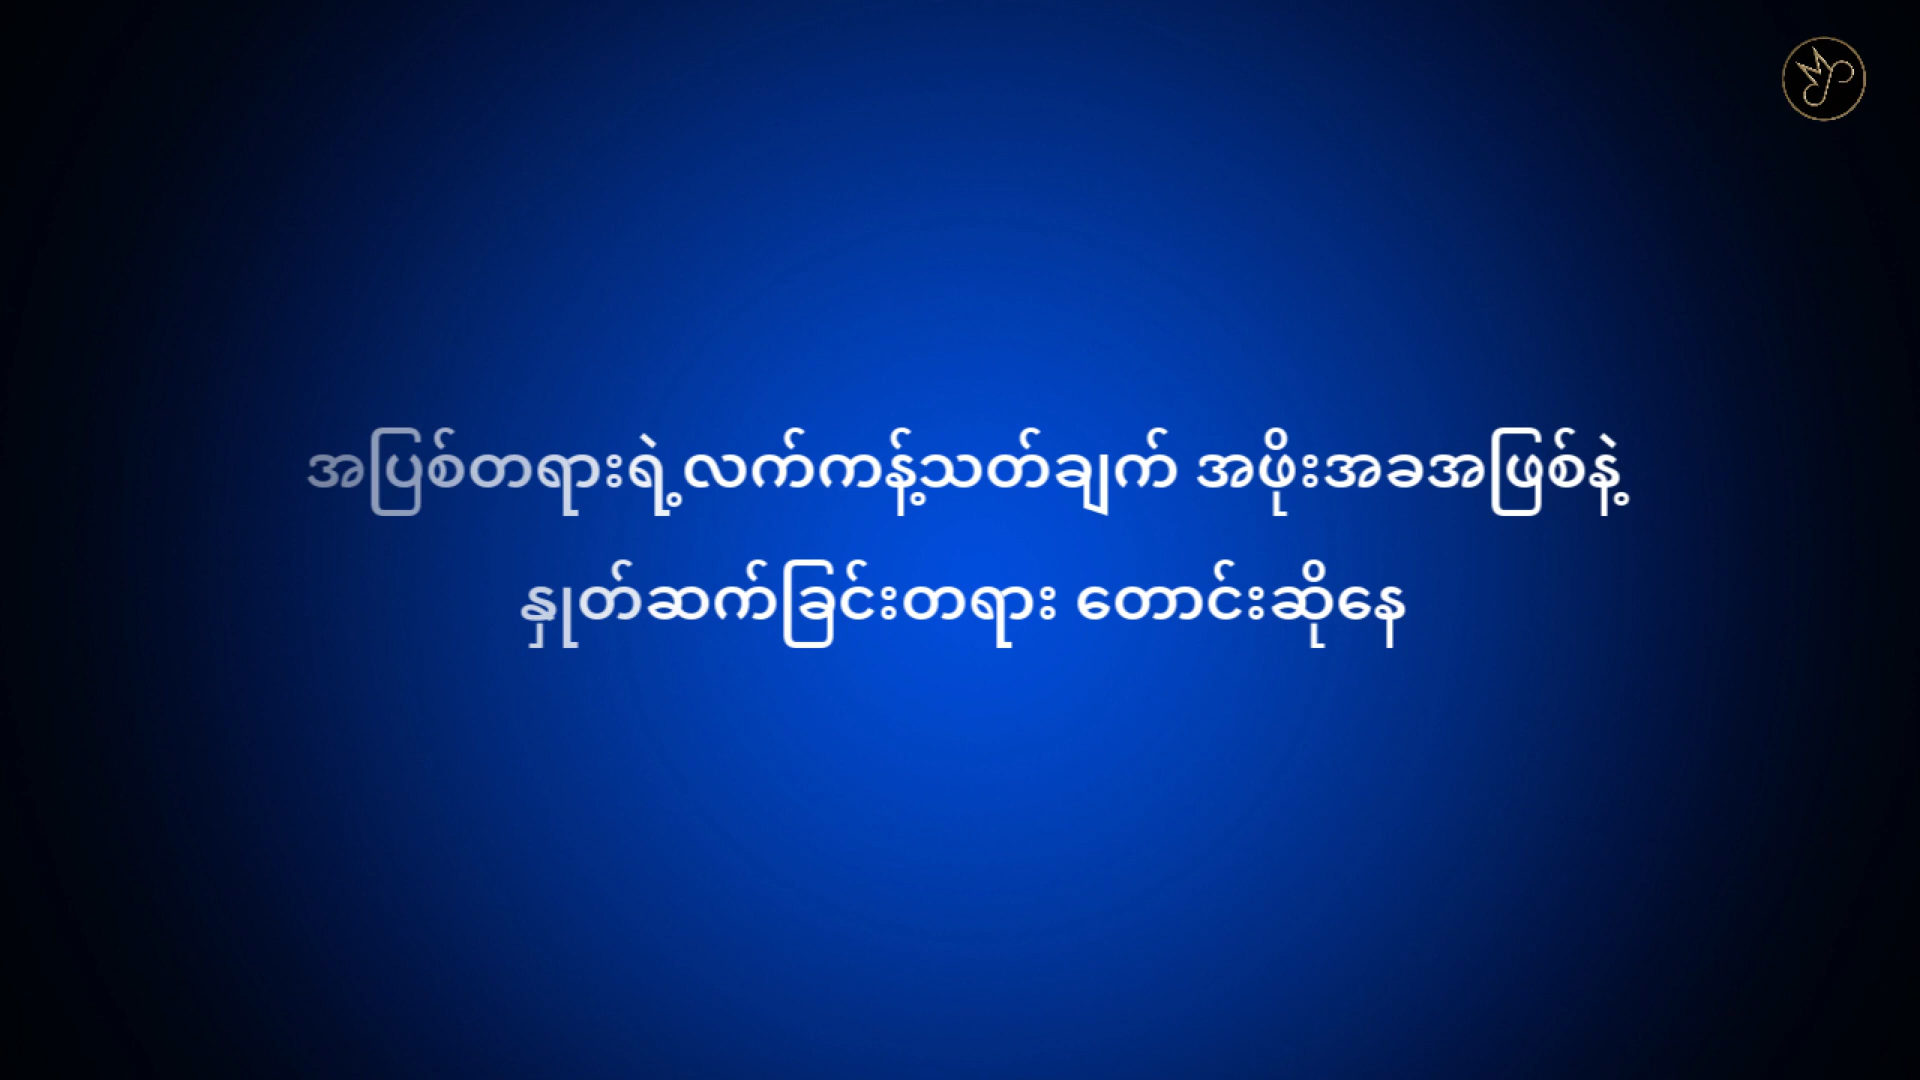 အပြစ်တရားရဲ့လက်ကန့်သတ်ချက် အဖိုးအခအဖြစ်နဲ့
နှုတ်ဆက်ခြင်းတရား တောင်းဆိုနေ